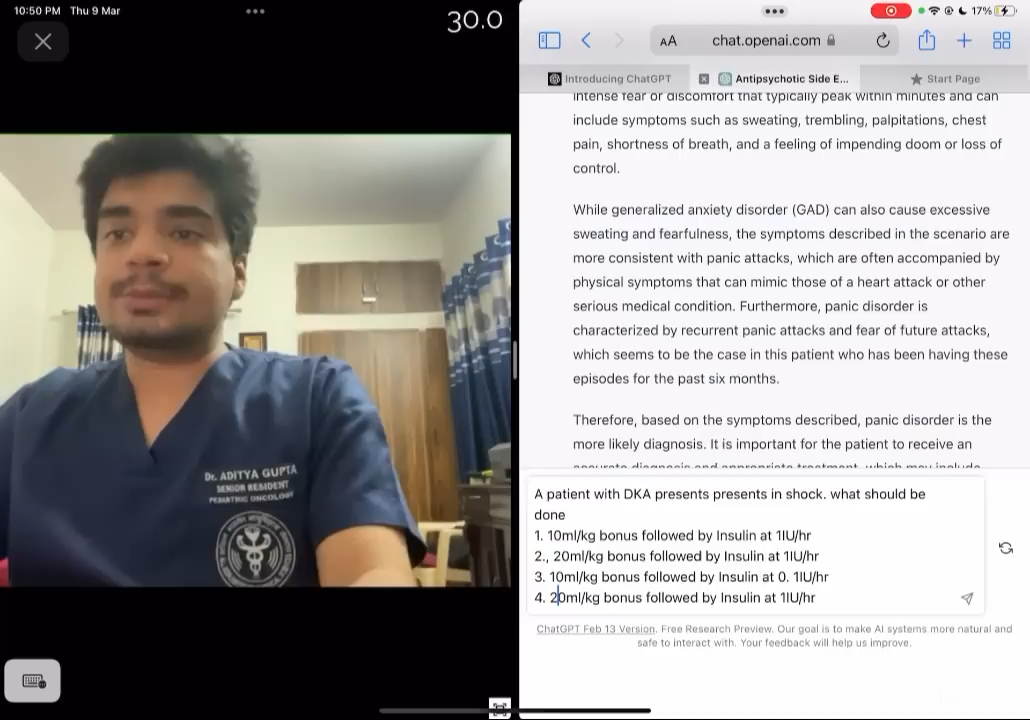 10:50 PM Thu 9 Mar
30.0
Dr. ADITYA GUPTA
SENIOR RESIDENT
PEDIATRIC ONCOLOGY
17%
AA chat.openai.com
Introducing ChatGPT
Antipsychotic Side E...
Start Page
intense fear or discomfort that typically peak within minutes and can
include symptoms such as sweating, trembling, palpitations, chest
pain, shortness of breath, and a feeling of impending doom or loss of
control.
While generalized anxiety disorder (GAD) can also cause excessive
sweating and fearfulness, the symptoms described in the scenario are
more consistent with panic attacks, which are often accompanied by
physical symptoms that can mimic those of a heart attack or other
serious medical condition. Furthermore, panic disorder is
characterized by recurrent panic attacks and fear of future attacks,
which seems to be the case in this patient who has been having these
episodes for the past six months.
Therefore, based on the symptoms described, panic disorder is the
more likely diagnosis. It is important for the patient to receive an
accurate diagnosis and appropriate treatment, which may include
A patient with DKA presents presents in shock. what should be
done
1. 10ml/kg bonus followed by Insulin at 1IU/hr
2., 20ml/kg bonus followed by Insulin at 1IU/hr
3. 10ml/kg bonus followed by Insulin at 0. 1IU/hr
4. 20ml/kg bonus followed by Insulin at 1IU/hr
ChatGPT Feb 13 Version. Free Research Preview. Our goal is to make AI systems more natural and
safe to interact with. Your feedback will help us improve.